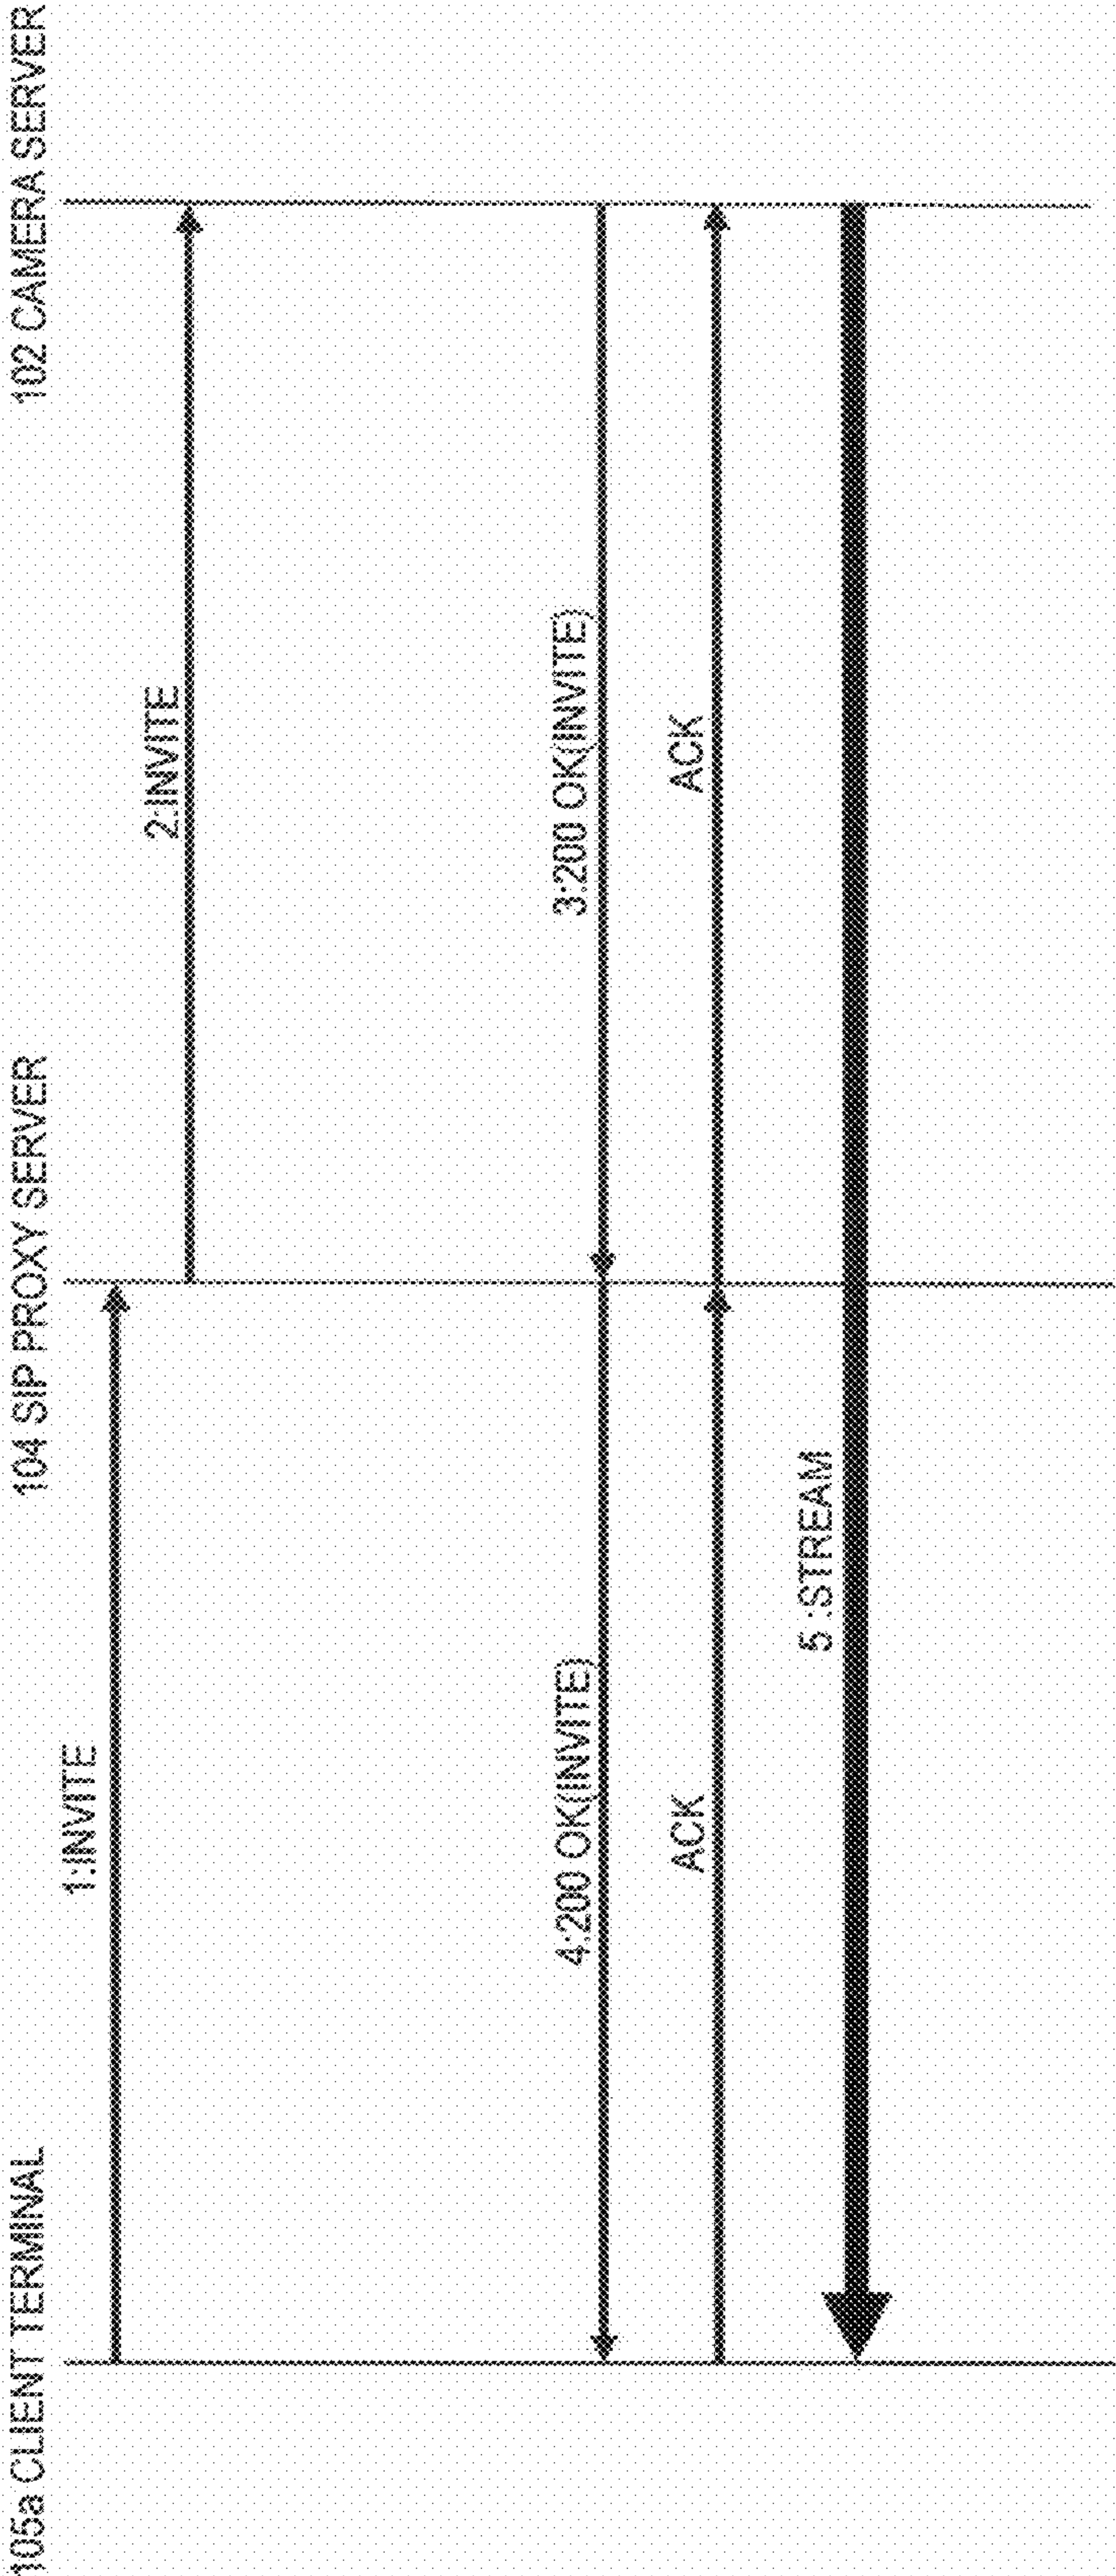 105a CLIENT TERMINAL
104 SIP PROXY SERVER
102 CAMERA SERVER
1:INVITE
2:INVITE
4:200 OK(INVITE)
3:200 OK(INVITE)
ACK
ACK
5 :STREAM